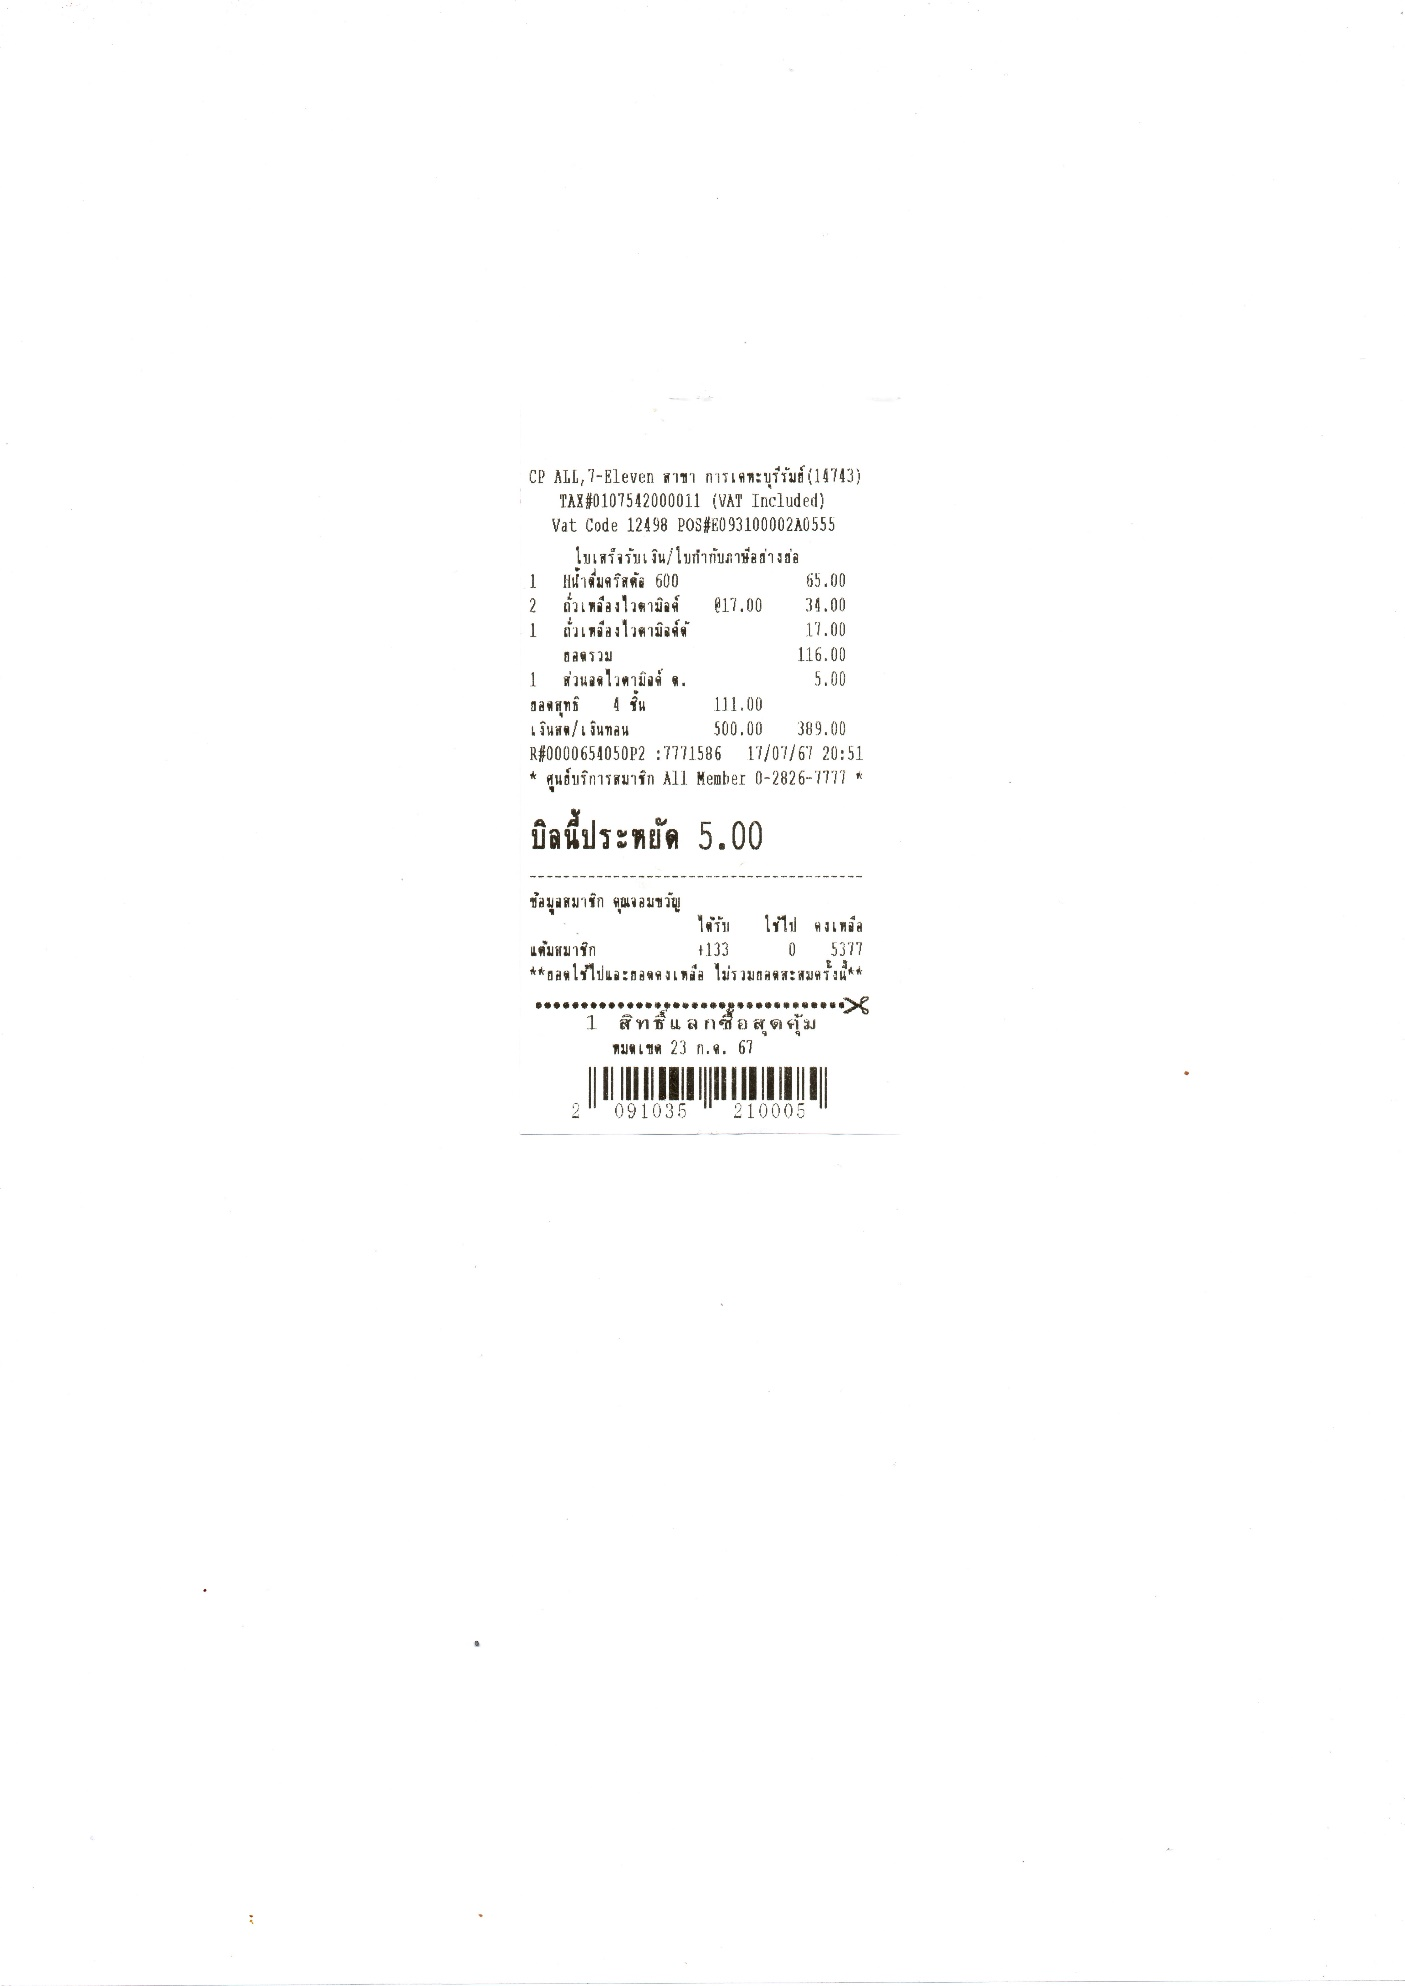 CP ALL,7-Eleven สาขา การเคหะบุรีรัมย์(14743)
TAX#0107542000011 (VAT Included)
Vat Code 12498 POS#E093100002A0555
ใบเสร็จรับเงิน/ใบกำกับภาษีอย่างย่อ
1 Nน้ำดื่มคริสตัล 600 65.00
2 ถั่วเหลืองไวตามิลค์ @17.00 34.00
1 ถั่วเหลืองไวตามิลค์ดั 17.00
ยอดรวม 116.00
1 ส่วนลดไวตามิลค์ ด. 5.00
ยอดสุทธิ 4 ชิ้น 111.00
เงินสด/เงินทอน 500.00 389.00
R#0000654050P2 :7771586 17/07/67 20:51
* ศูนย์บริการสมาชิก All Member 0-2826-7777 *
บิลนี้ประหยัด 5.00
ข้อมูลสมาชิก คุณจอมขวัญ
ได้รับ ใช้ไป คงเหลือ
แต้มสมาชิก +133 0 5377
**ยอดใช้ไปและยอดคงเหลือ ไม่รวมยอดสะสมครั้งนี้**
1 สิทธิ์แลกซื้อสุดคุ้ม
หมดเขต 23 ก.ค. 67
2 091035 210005